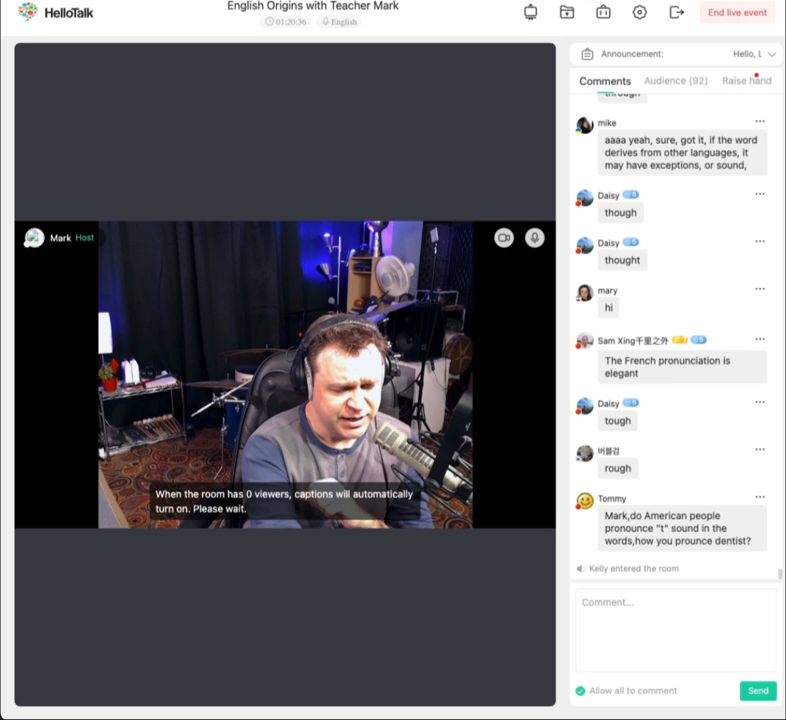 HelloTalk
English Origins with Teacher Mark
01:20:36
English
End live event
Mark Host
When the room has 0 viewers, captions will automatically
turn on. Please wait.
Announcement:
Hello, L
Comments
Audience (92)
Raise hand
through
mike
aaaa yeah, sure, got it, if the word
derives from other languages, it
may have exceptions, or sound,
Daisy
though
Daisy
thought
mary
hi
Sam Xing千里之外
The French pronunciation is
elegant
Daisy
tough
버블검
rough
Tommy
Mark,do American people
pronounce "t" sound in the
words,how you prounce dentist?
Kelly entered the room
Comment...
Allow all to comment
Send